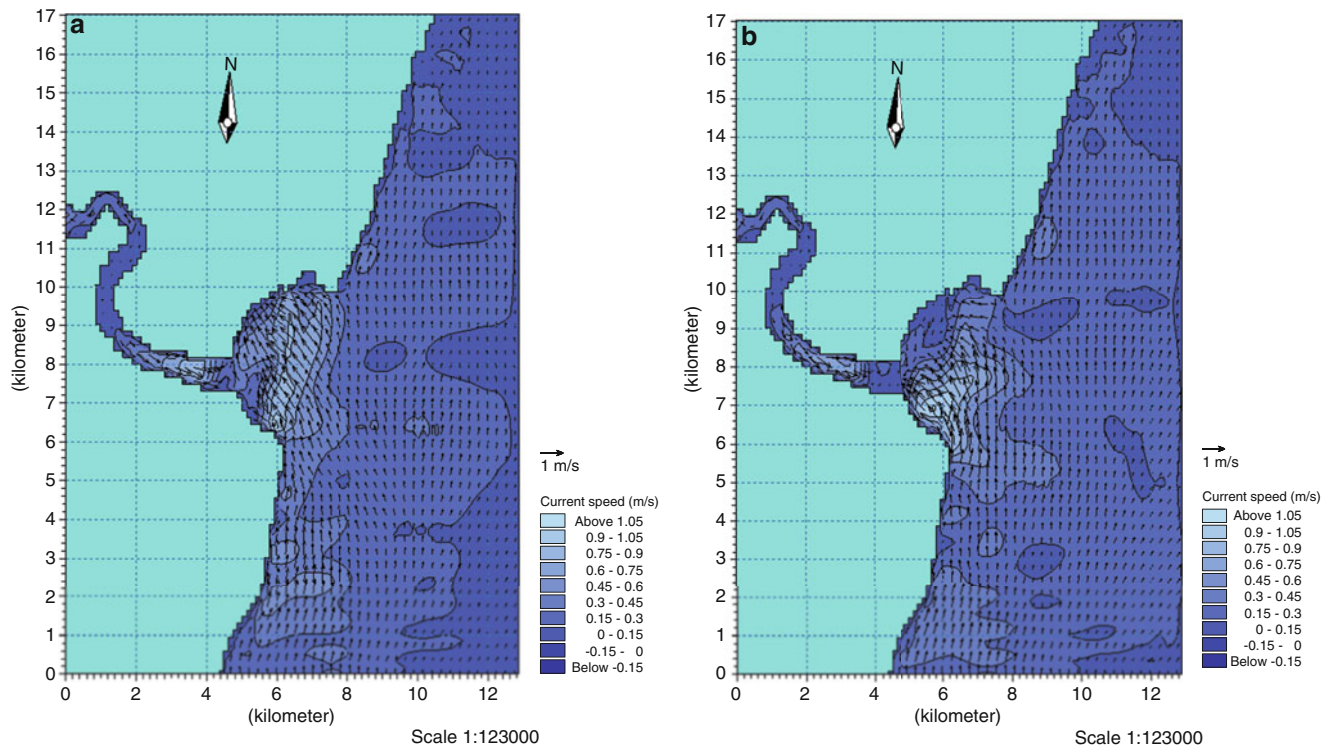 a
N
17
16
15
14
13
12
11
10
9
8
7
6
5
4
3
2
1
0
(kilometer)
0 2 4 6 8 10 12
(kilometer)
Scale 1:123000
1 m/s
Current speed (m/s)
Above 1.05
0.9 - 1.05
0.75 - 0.9
0.6 - 0.75
0.45 - 0.6
0.3 - 0.45
0.15 - 0.3
0 - 0.15
-0.15 - 0
Below -0.15
b
N
17
16
15
14
13
12
11
10
9
8
7
6
5
4
3
2
1
0
(kilometer)
0 2 4 6 8 10 12
(kilometer)
Scale 1:123000
1 m/s
Current speed (m/s)
Above 1.05
0.9 - 1.05
0.75 - 0.9
0.6 - 0.75
0.45 - 0.6
0.3 - 0.45
0.15 - 0.3
0 - 0.15
-0.15 - 0
Below -0.15